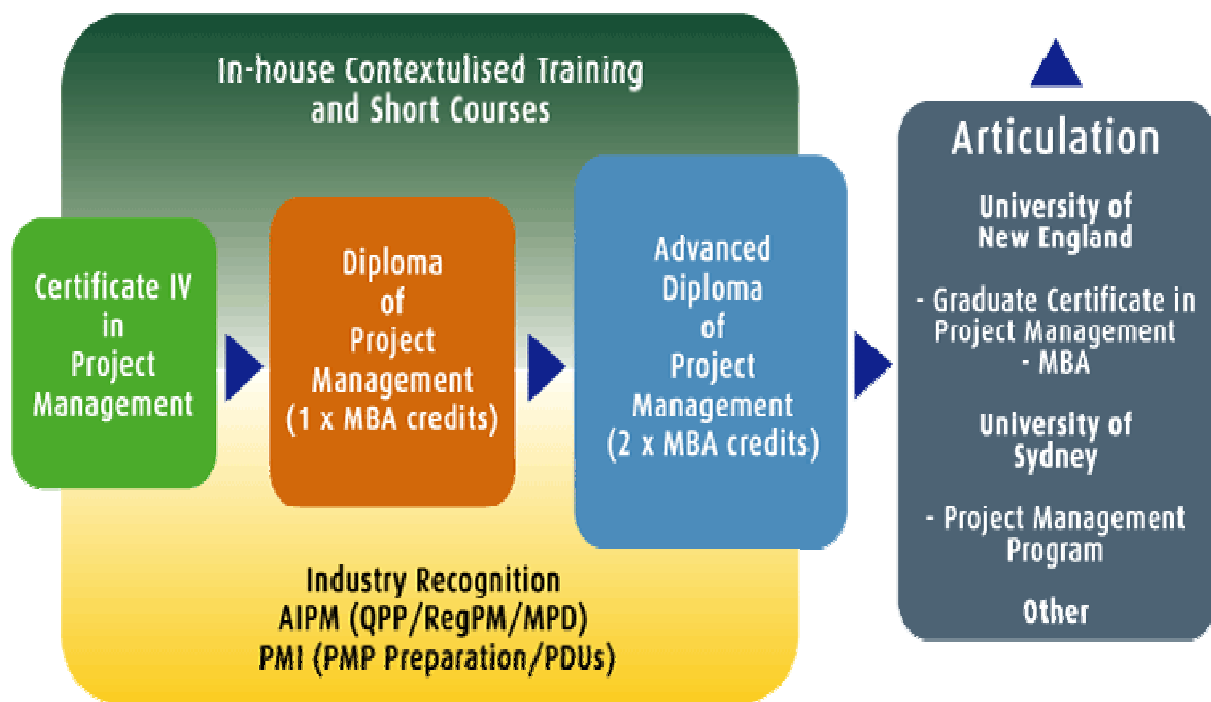 In-house Contextulised Training
and Short Courses
Certificate IV
in
Project
Management
Diploma
of
Project
Management
(1 x MBA credits)
Advanced
Diploma
of
Project
Management
(2 x MBA credits)
Industry Recognition
AIPM (QPP/RegPM/MPD)
PMI (PMP Preparation/PDUs)
Articulation
University of
New England
- Graduate Certificate in
Project Management
- MBA
University of
Sydney
- Project Management
Program
Other